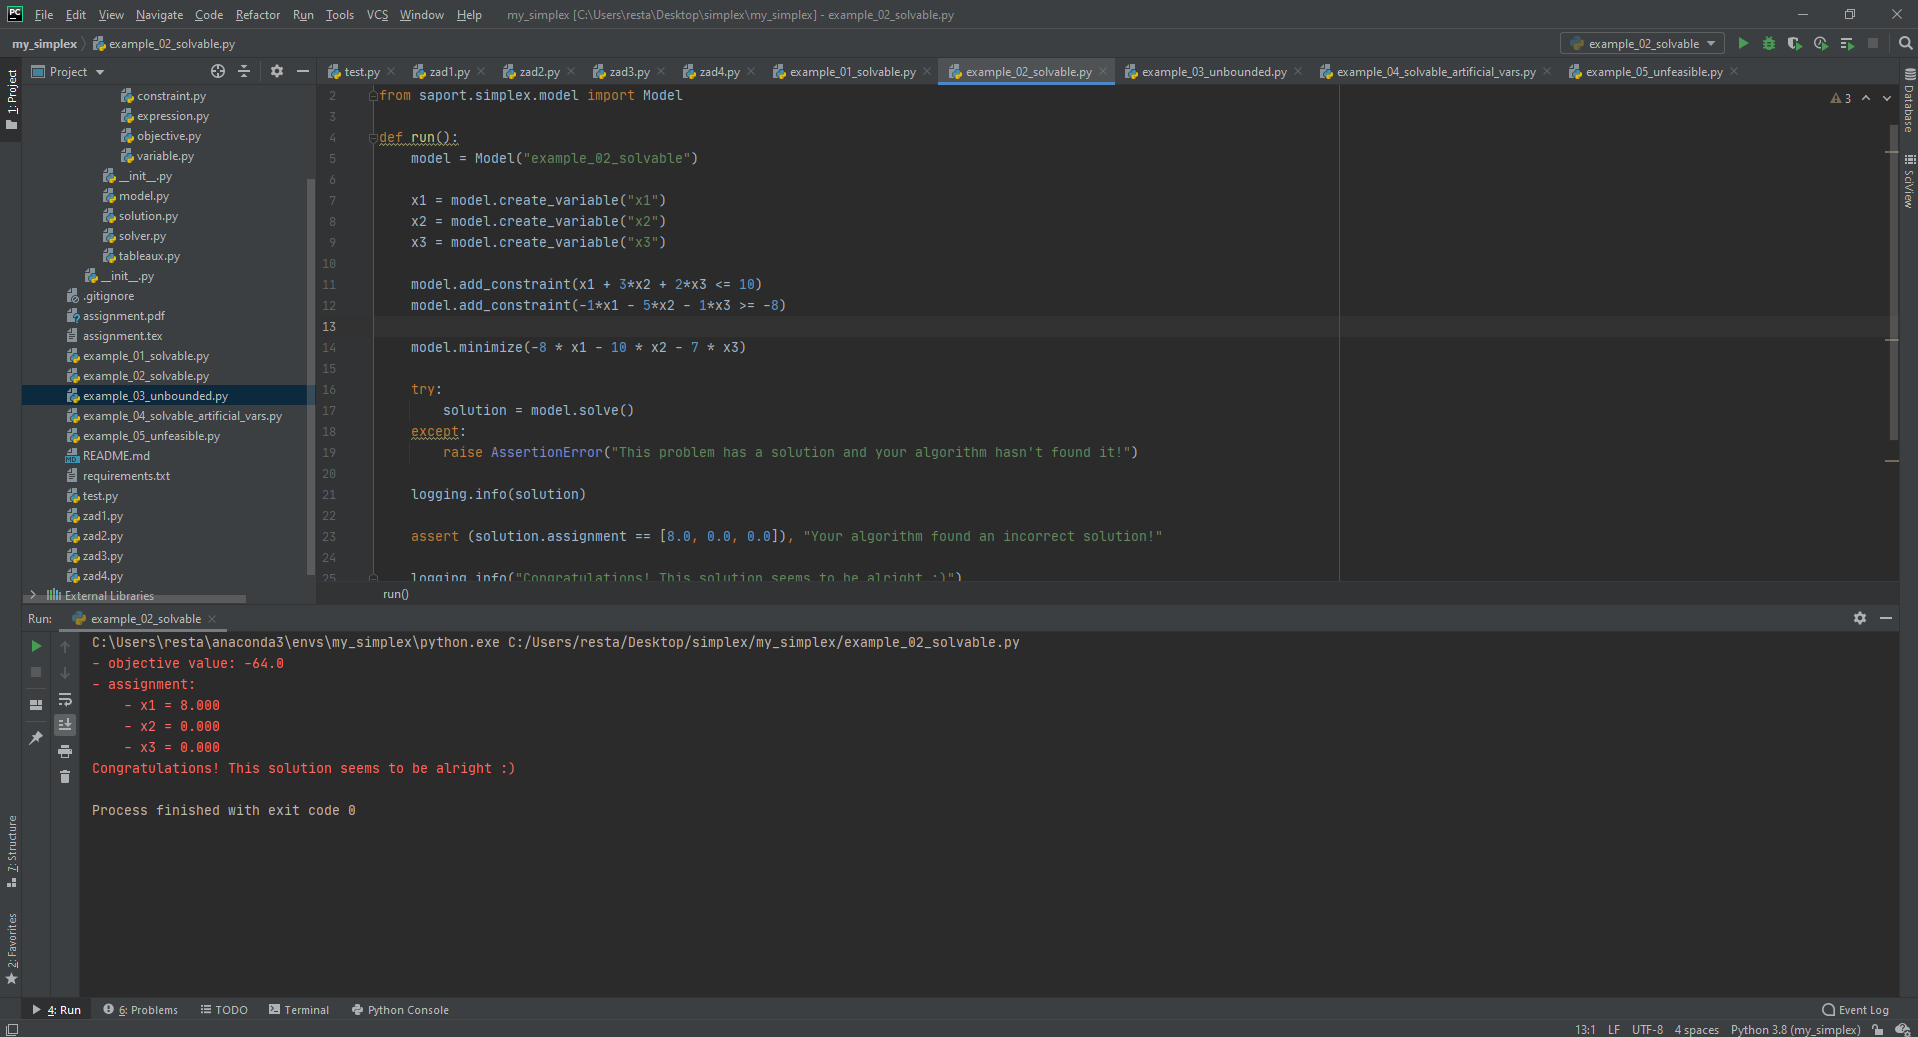 PC File Edit View Navigate Code Refactor Run Tools VCS Window Help my_simplex [C:\Users\resta\Desktop\simplex\my_simplex] - example_02_solvable.py
my_simplex example_02_solvable.py example_02_solvable
1: Project
Project
test.py zad1.py zad2.py zad3.py zad4.py example_01_solvable.py example_02_solvable.py example_03_unbounded.py example_04_solvable_artificial_vars.py example_05_unfeasible.py
constraint.py
expression.py
objective.py
variable.py
__init__.py
model.py
solution.py
solver.py
tableaux.py
__init__.py
.gitignore
assignment.pdf
assignment.tex
example_01_solvable.py
example_02_solvable.py
example_03_unbounded.py
example_04_solvable_artificial_vars.py
example_05_unfeasible.py
README.md
requirements.txt
test.py
zad1.py
zad2.py
zad3.py
zad4.py
External Libraries
2 from saport.simplex.model import Model
3
4 def run():
5 model = Model("example_02_solvable")
6
7 x1 = model.create_variable("x1")
8 x2 = model.create_variable("x2")
9 x3 = model.create_variable("x3")
10
11 model.add_constraint(x1 + 3*x2 + 2*x3 <= 10)
12 model.add_constraint(-1*x1 - 5*x2 - 1*x3 >= -8)
13
14 model.minimize(-8 * x1 - 10 * x2 - 7 * x3)
15
16 try:
17 solution = model.solve()
18 except:
19 raise AssertionError("This problem has a solution and your algorithm hasn't found it!")
20
21 logging.info(solution)
22
23 assert (solution.assignment == [8.0, 0.0, 0.0]), "Your algorithm found an incorrect solution!"
24
25 logging.info("Congratulations! This solution seems to be alright :)")
run()
3
Database
SciView
Run: example_02_solvable
C:\Users\resta\anaconda3\envs\my_simplex\python.exe C:/Users/resta/Desktop/simplex/my_simplex/example_02_solvable.py
- objective value: -64.0
- assignment:
- x1 = 8.000
- x2 = 0.000
- x3 = 0.000
Congratulations! This solution seems to be alright :)
Process finished with exit code 0
7: Structure
2: Favorites
4: Run 6: Problems TODO Terminal Python Console Event Log
13:1 LF UTF-8 4 spaces Python 3.8 (my_simplex)